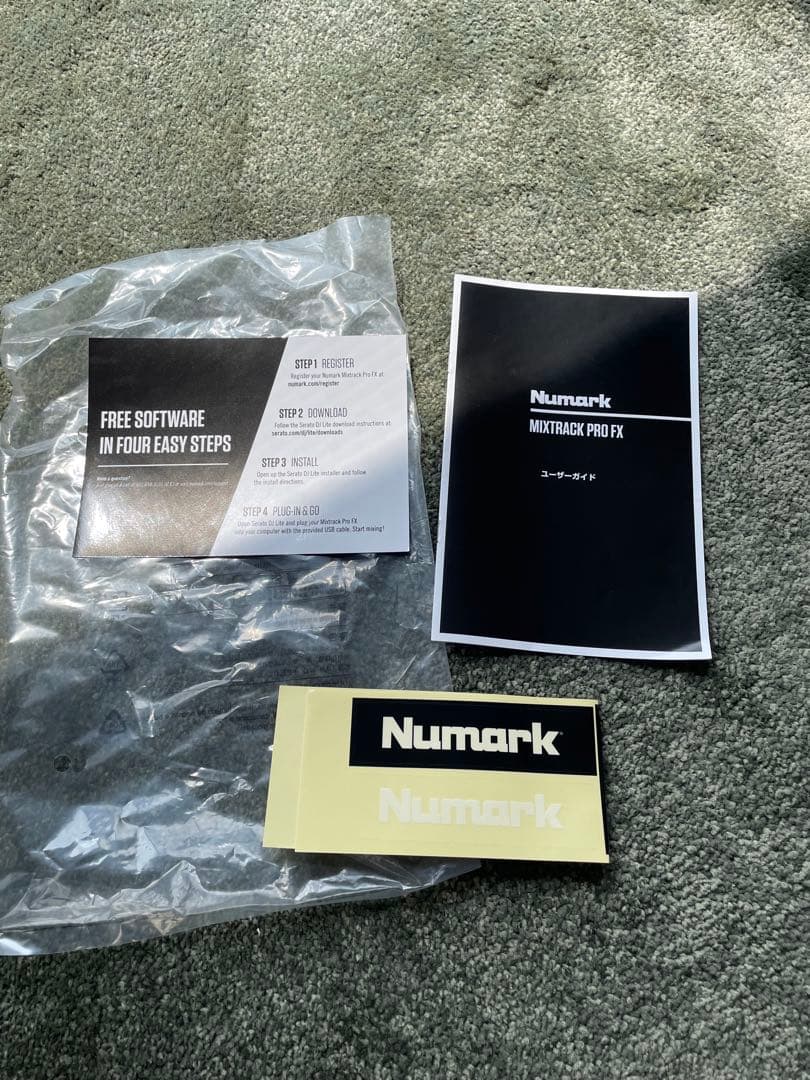 FREE SOFTWARE
IN FOUR EASY STEPS
Have a question?
STEP 1 REGISTER
Register your Numark Mixtrack Pro FX at
numark.com/register
STEP 2 DOWNLOAD
Follow the Serato DJ Lite download instructions at
serato.com/dj/lite/downloads
STEP 3 INSTALL
Open up the Serato DJ Lite installer and follow
the install directions.
STEP 4 PLUG-IN & GO
Open Serato DJ Lite and plug your Mixtrack Pro FX
into your computer with the provided USB cable. Start mixing!
Numark
MIXTRACK PRO FX
ユーザーガイド
Numark
Numark